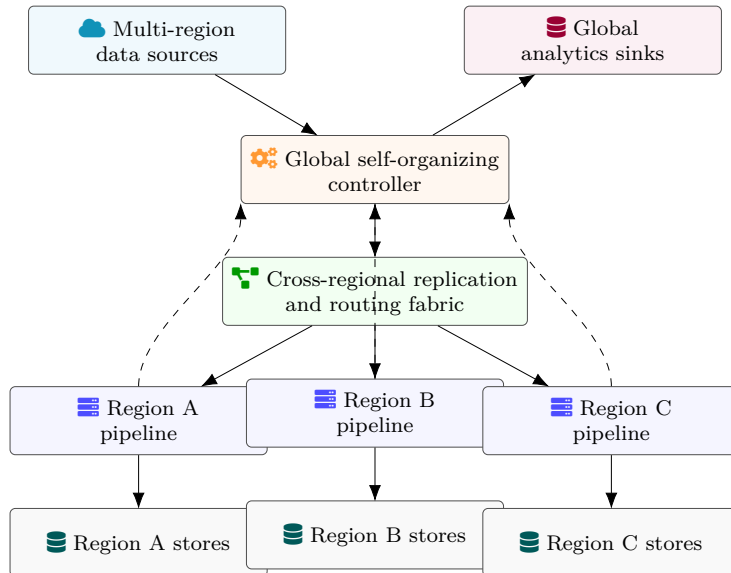 Multi-region
data sources
Global
analytics sinks
Global self-organizing
controller
Cross-regional replication
and routing fabric
Region A
pipeline
Region B
pipeline
Region C
pipeline
Region A stores
Region B stores
Region C stores